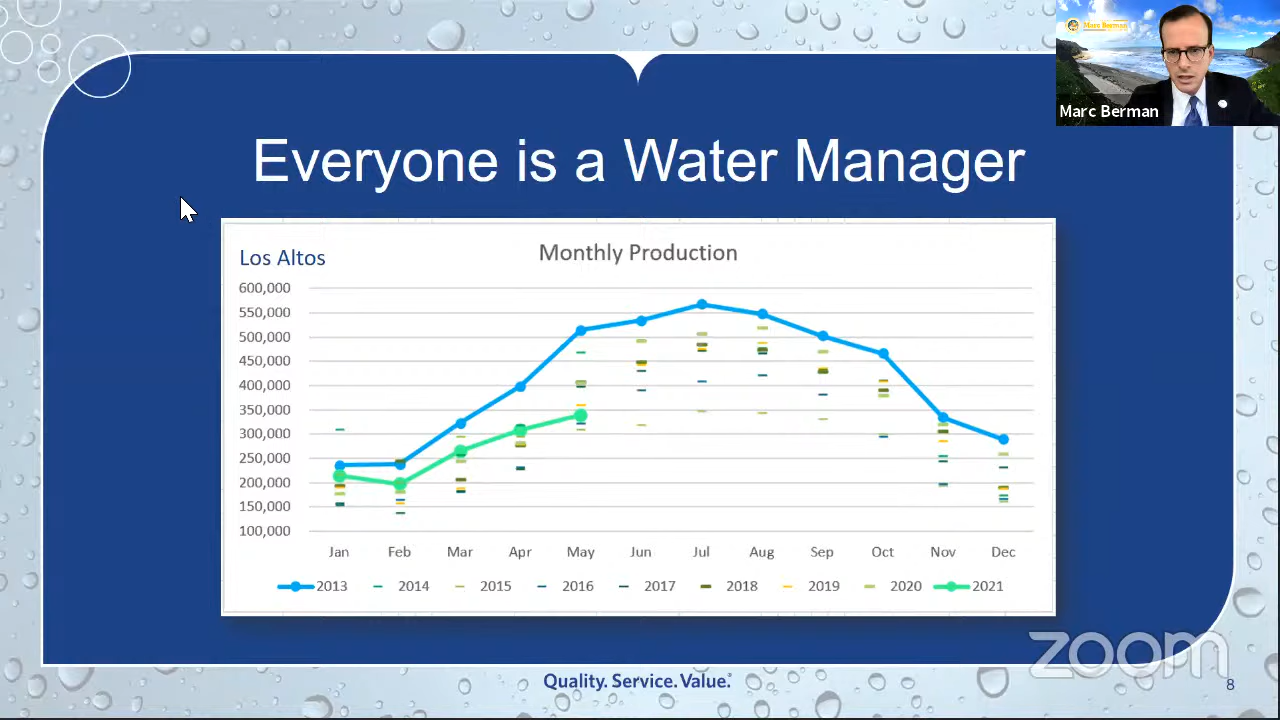 Marc Berman
Marc Berman
Everyone is a Water Manager
Los Altos
Monthly Production
600,000
550,000
500,000
450,000
400,000
350,000
300,000
250,000
200,000
150,000
100,000
Jan Feb Mar Apr May Jun Jul Aug Sep Oct Nov Dec
2013 2014 2015 2016 2017 2018 2019 2020 2021
zoom
Quality. Service. Value.
8